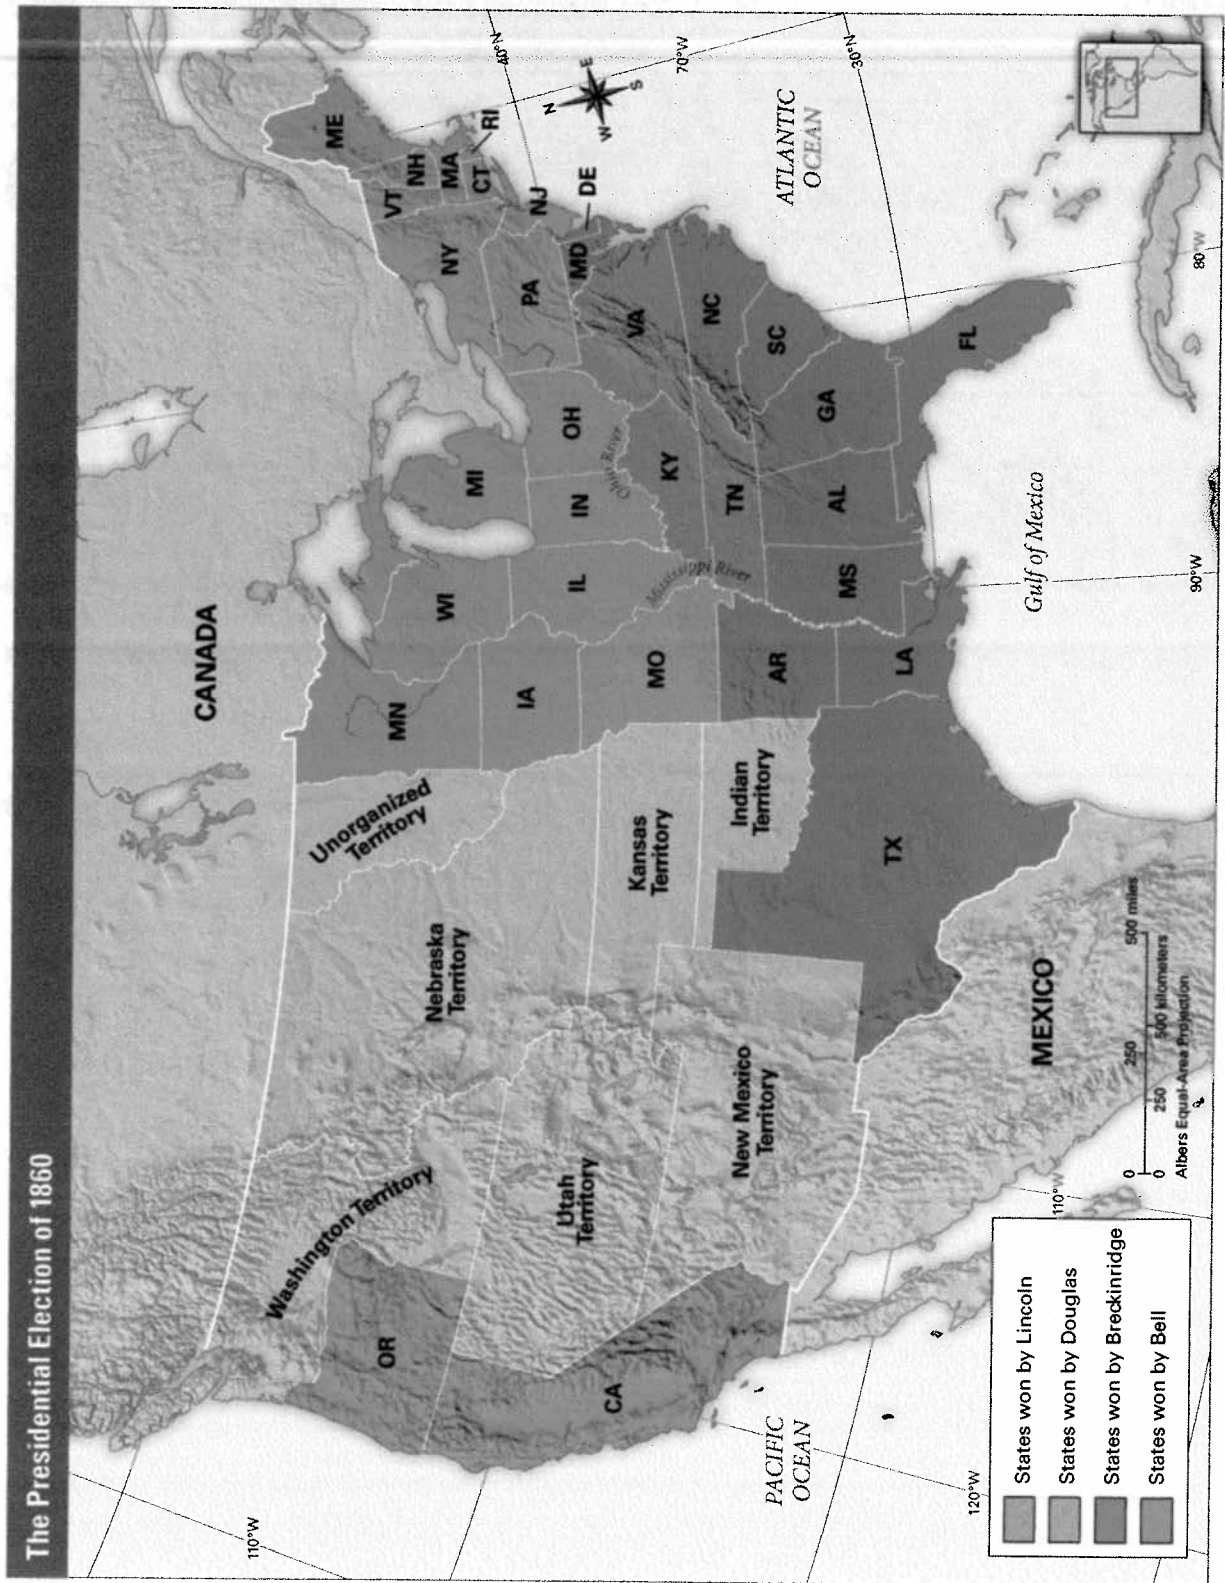 The Presidential Election of 1860
CANADA
Washington Territory
OR
CA
Utah
Territory
New Mexico
Territory
Nebraska
Territory
Unorganized
Territory
Kansas
Territory
Indian
Territory
TX
MN
IA
MO
AR
LA
WI
IL
MS
MI
IN
OH
KY
TN
AL
GA
FL
SC
NC
VA
PA
NY
MD
DE
NJ
VT
NH
MA
CT
RI
ME
Ohio River
Mississippi River
MEXICO
Gulf of Mexico
ATLANTIC
OCEAN
PACIFIC
OCEAN
N
E
S
W
40°N
70°W
30°N
80°W
90°W
110°W
120°W
110°
0 250 500 miles
0 250 500 kilometers
Albers Equal-Area Projection
States won by Lincoln
States won by Douglas
States won by Breckinridge
States won by Bell